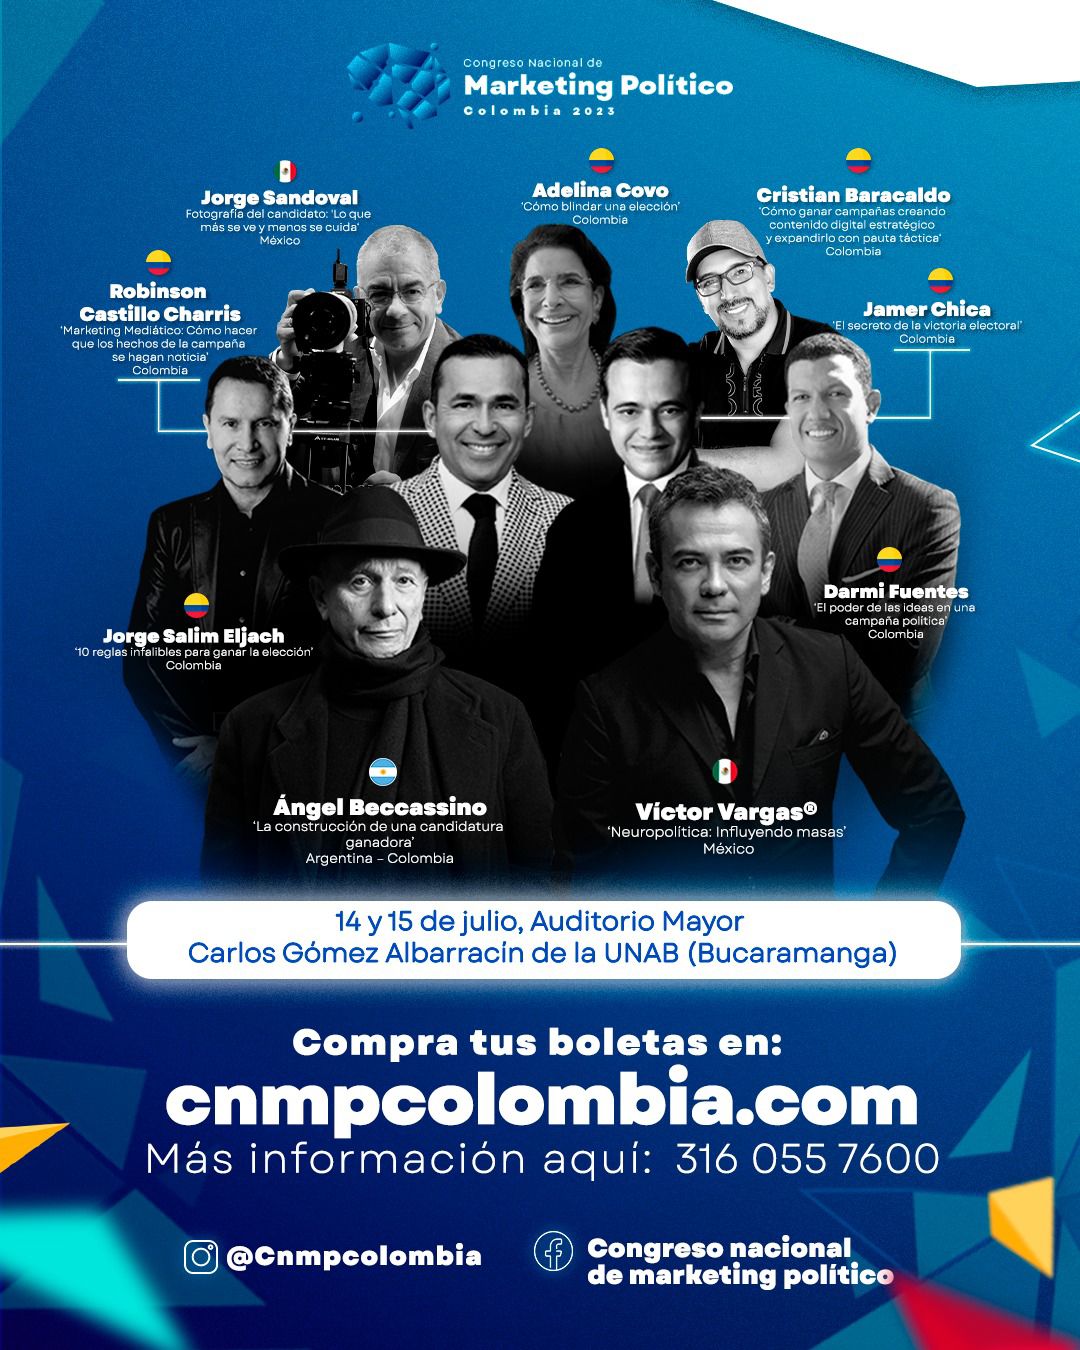 Congreso Nacional de
Marketing Político
Colombia 2023
Jorge Sandoval
Fotografía del candidato: 'Lo que
más se ve y menos se cuida'
México
Adelina Covo
'Cómo blindar una elección'
Colombia
Cristian Baracaldo
'Cómo ganar campañas creando
contenido digital estratégico
y expandirlo con pauta táctica'
Colombia
Robinson
Castillo Charris
'Marketing Mediático: Cómo hacer
que los hechos de la campaña
se hagan noticia'
Colombia
Jamer Chica
'El secreto de la victoria electoral'
Colombia
Jorge Salim Eljach
'10 reglas infalibles para ganar la elección'
Colombia
Darmi Fuentes
'El poder de las ideas en una
campaña política'
Colombia
Ángel Beccassino
'La construcción de una candidatura
ganadora'
Argentina – Colombia
Víctor Vargas®
'Neuropolítica: Influyendo masas'
México
14 y 15 de julio, Auditorio Mayor
Carlos Gómez Albarracín de la UNAB (Bucaramanga)
Compra tus boletas en:
cnmpcolombia.com
Más información aquí: 316 055 7600
@Cnmpcolombia
Congreso nacional
de marketing político